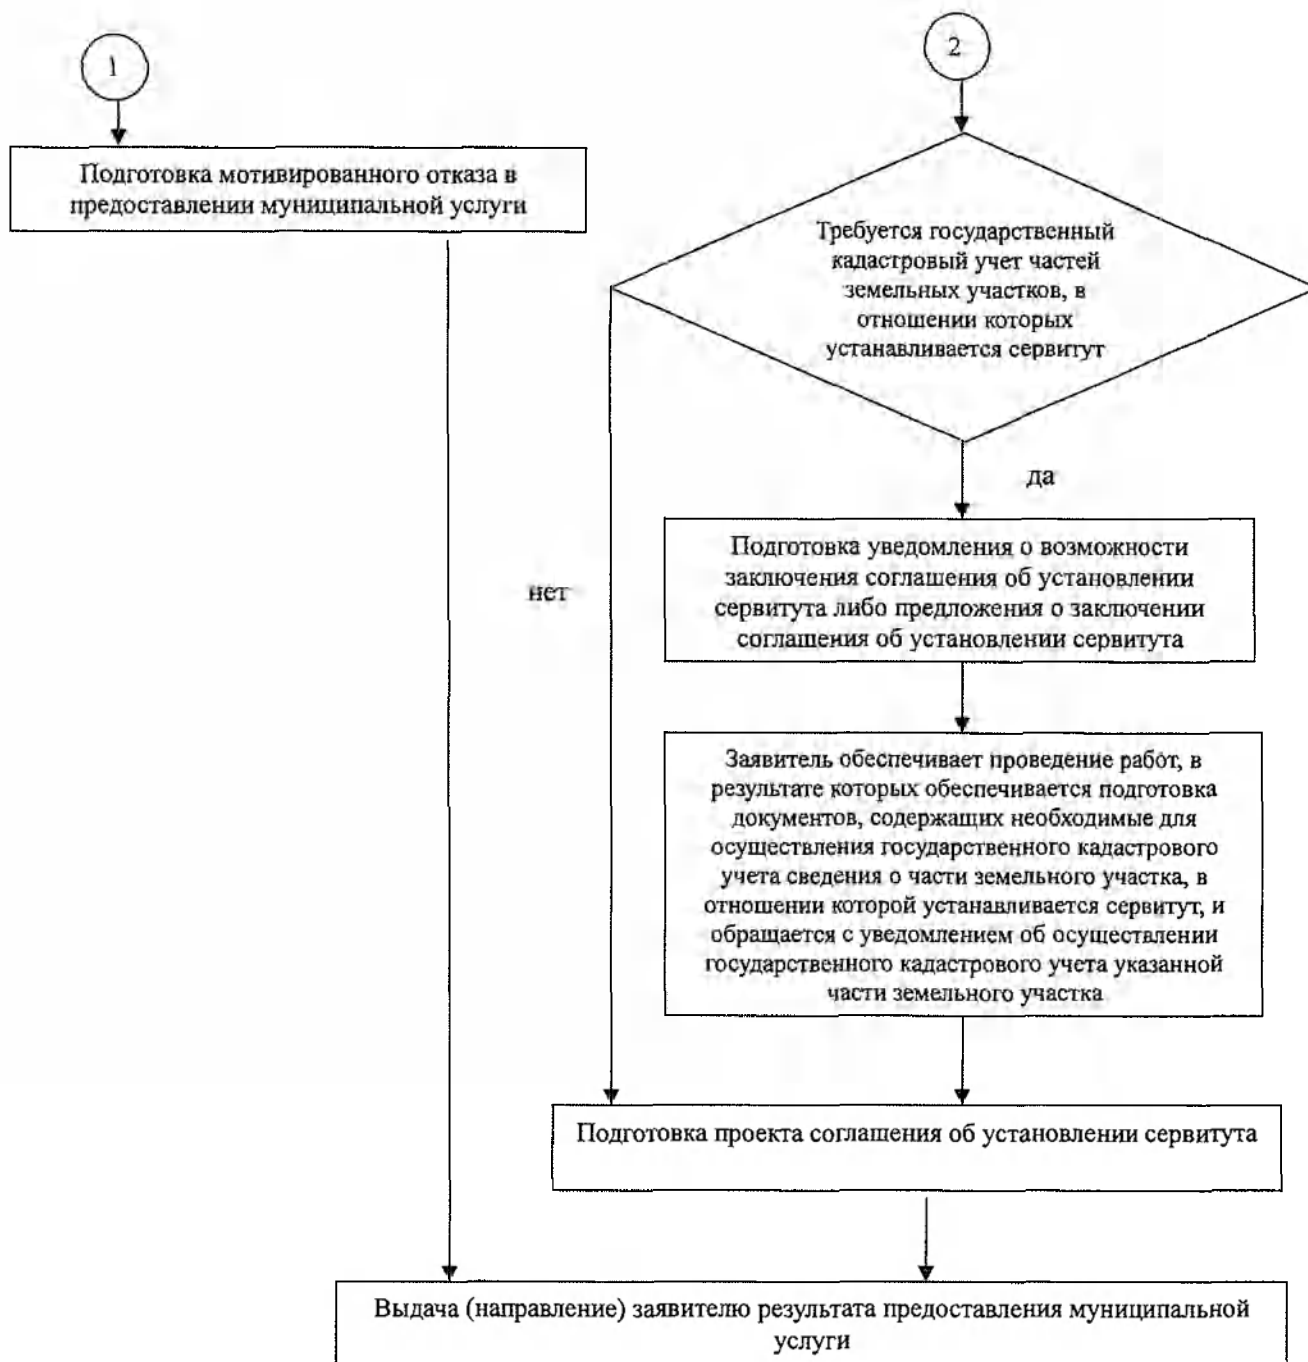 1
Подготовка мотивированного отказа в
предоставлении муниципальной услуги
2
Требуется государственный
кадастровый учет частей
земельных участков, в
отношении которых
устанавливается сервитут
да
нет
Подготовка уведомления о возможности
заключения соглашения об установлении
сервитута либо предложения о заключении
соглашения об установлении сервитута
Заявитель обеспечивает проведение работ, в
результате которых обеспечивается подготовка
документов, содержащих необходимые для
осуществления государственного кадастрового
учета сведения о части земельного участка, в
отношении которой устанавливается сервитут, и
обращается с уведомлением об осуществлении
государственного кадастрового учета указанной
части земельного участка
Подготовка проекта соглашения об установлении сервитута
Выдача (направление) заявителю результата предоставления муниципальной
услуги